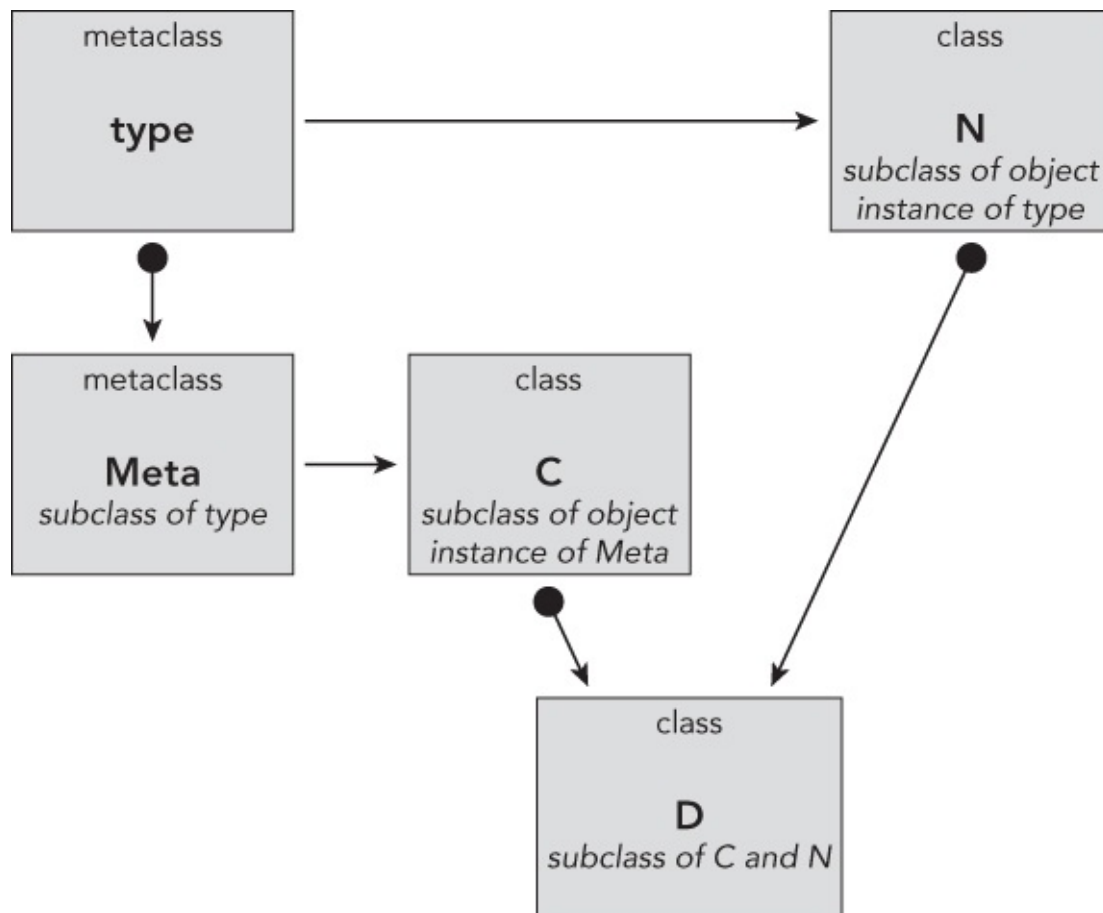 metaclass
type
class
N
subclass of object
instance of type
metaclass
Meta
subclass of type
class
C
subclass of object
instance of Meta
class
D
subclass of C and N